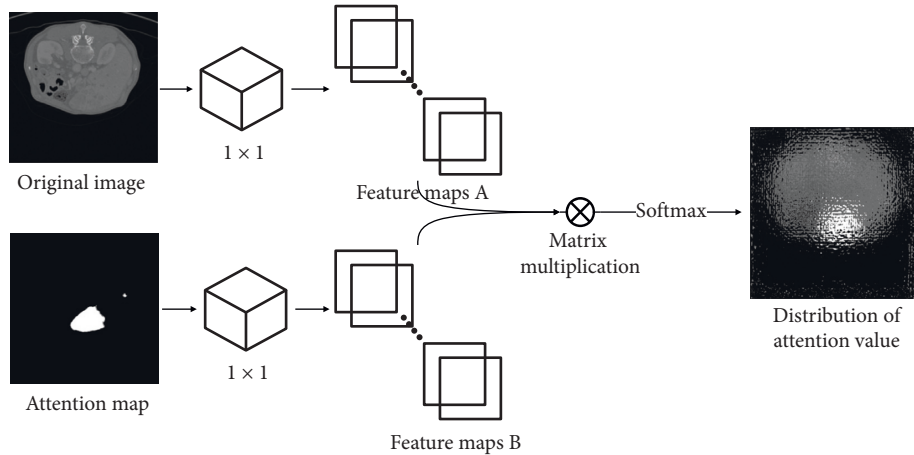 1 × 1
Original image
Feature maps A
Softmax
Matrix
multiplication
Distribution of
attention value
1 × 1
Attention map
Feature maps B